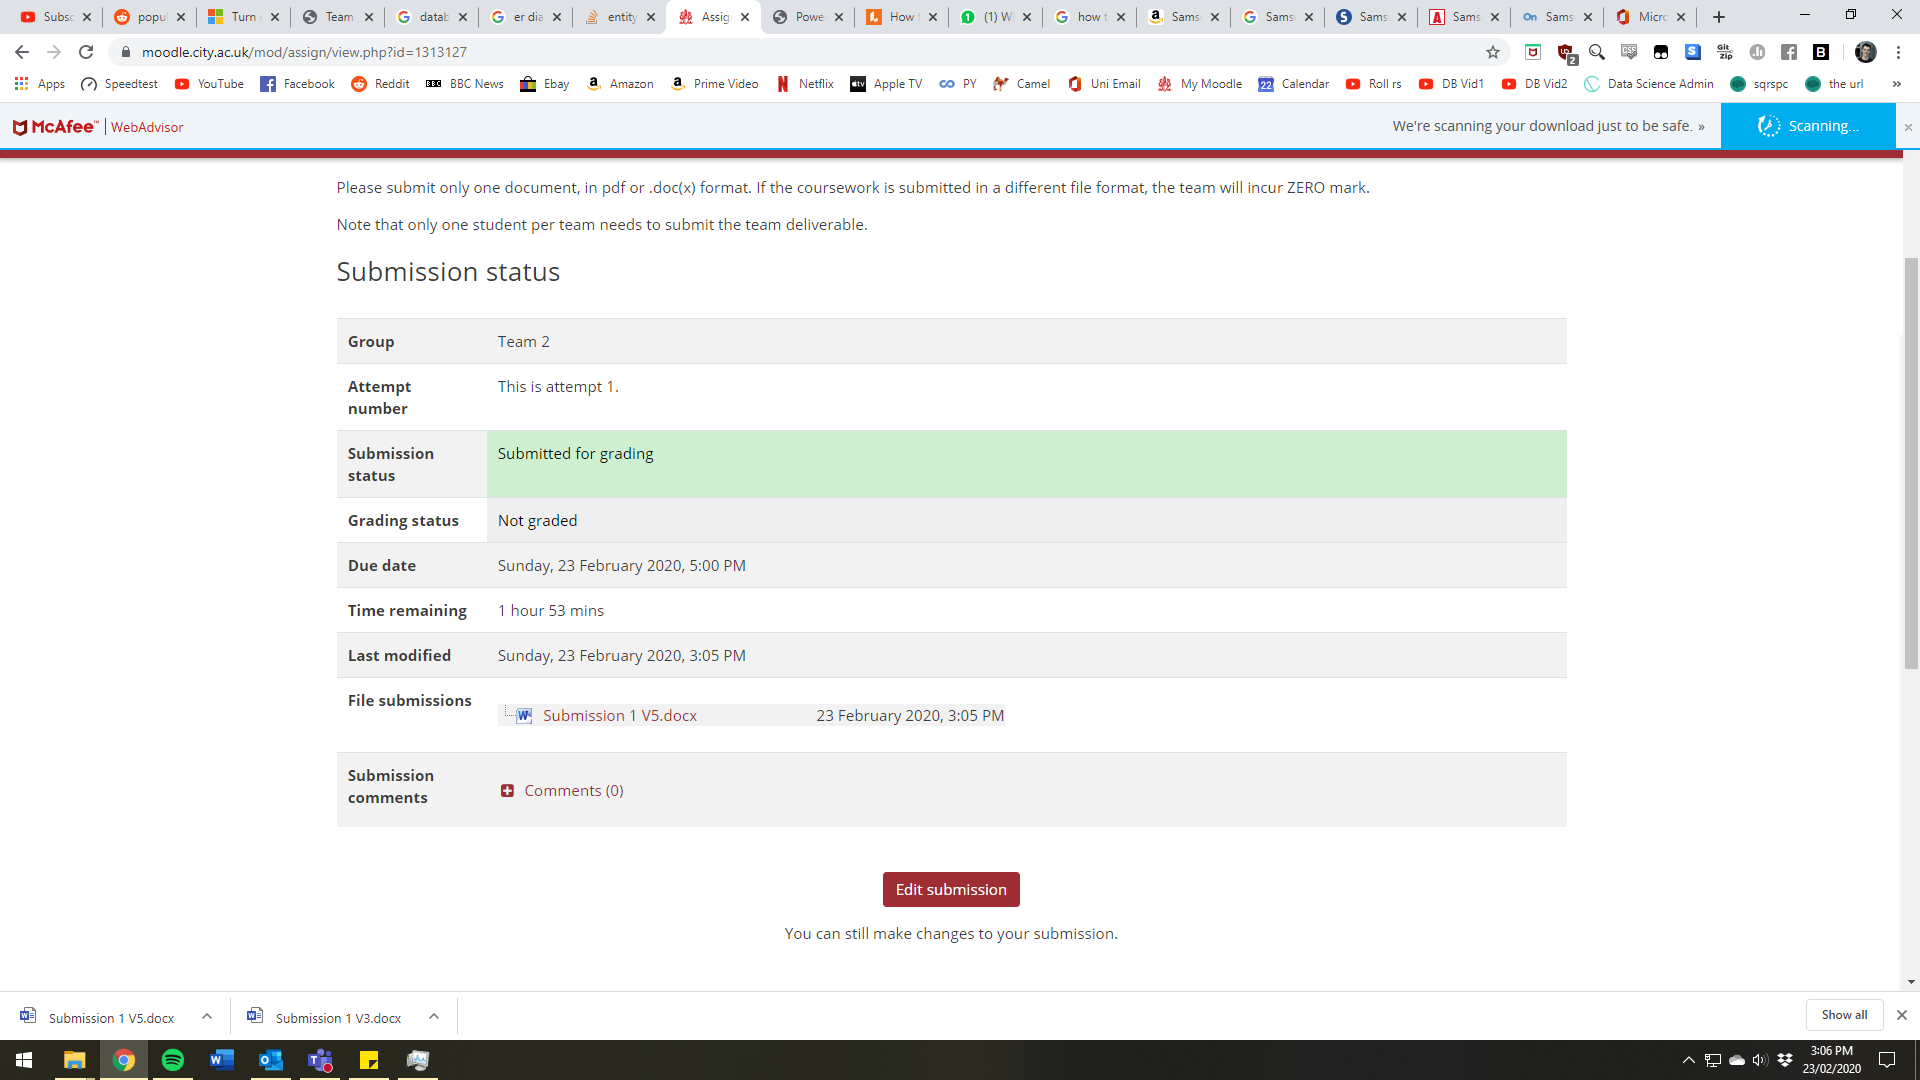 Subsc
popul
Turn o
Team
datab
er dia
entity
Assig
Powe
How t
(1) W
how t
Sams
Sams
Sams
Sams
Sams
Micro
moodle.city.ac.uk/mod/assign/view.php?id=1313127
2
Apps Speedtest YouTube Facebook Reddit BBC News Ebay Amazon Prime Video Netflix Apple TV PY Camel Uni Email My Moodle Calendar Roll rs DB Vid1 DB Vid2 Data Science Admin sqrspc the url »
McAfee™ | WebAdvisor
We're scanning your download just to be safe. »
Scanning...
Please submit only one document, in pdf or .doc(x) format. If the coursework is submitted in a different file format, the team will incur ZERO mark.
Note that only one student per team needs to submit the team deliverable.
Submission status
Group Team 2
Attempt number This is attempt 1.
Submission status Submitted for grading
Grading status Not graded
Due date Sunday, 23 February 2020, 5:00 PM
Time remaining 1 hour 53 mins
Last modified Sunday, 23 February 2020, 3:05 PM
File submissions
Submission 1 V5.docx 23 February 2020, 3:05 PM
Submission comments
Comments (0)
Edit submission
You can still make changes to your submission.
Submission 1 V5.docx
Submission 1 V3.docx
Show all
3:06 PM
23/02/2020